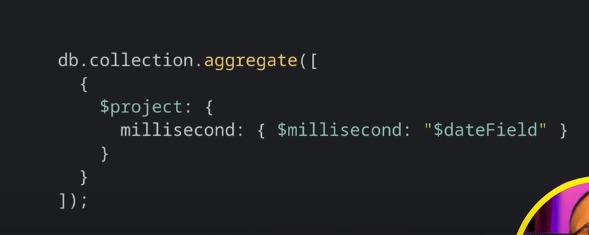 db.collection.aggregate([
{
$project: {
millisecond: { $millisecond: "$dateField" }
}
}
]);